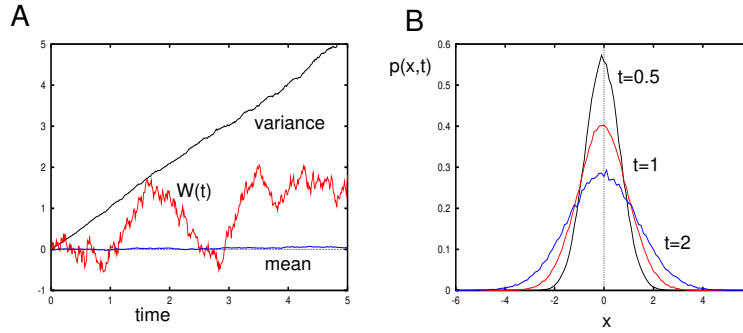 A
5
4
3
2
1
0
-1
variance
W(t)
mean
0 1 2 3 4 5
time
B
p(x,t)
0.6
0.5
0.4
0.3
0.2
0.1
0
t=0.5
t=1
t=2
-6 -4 -2 0 2 4
x